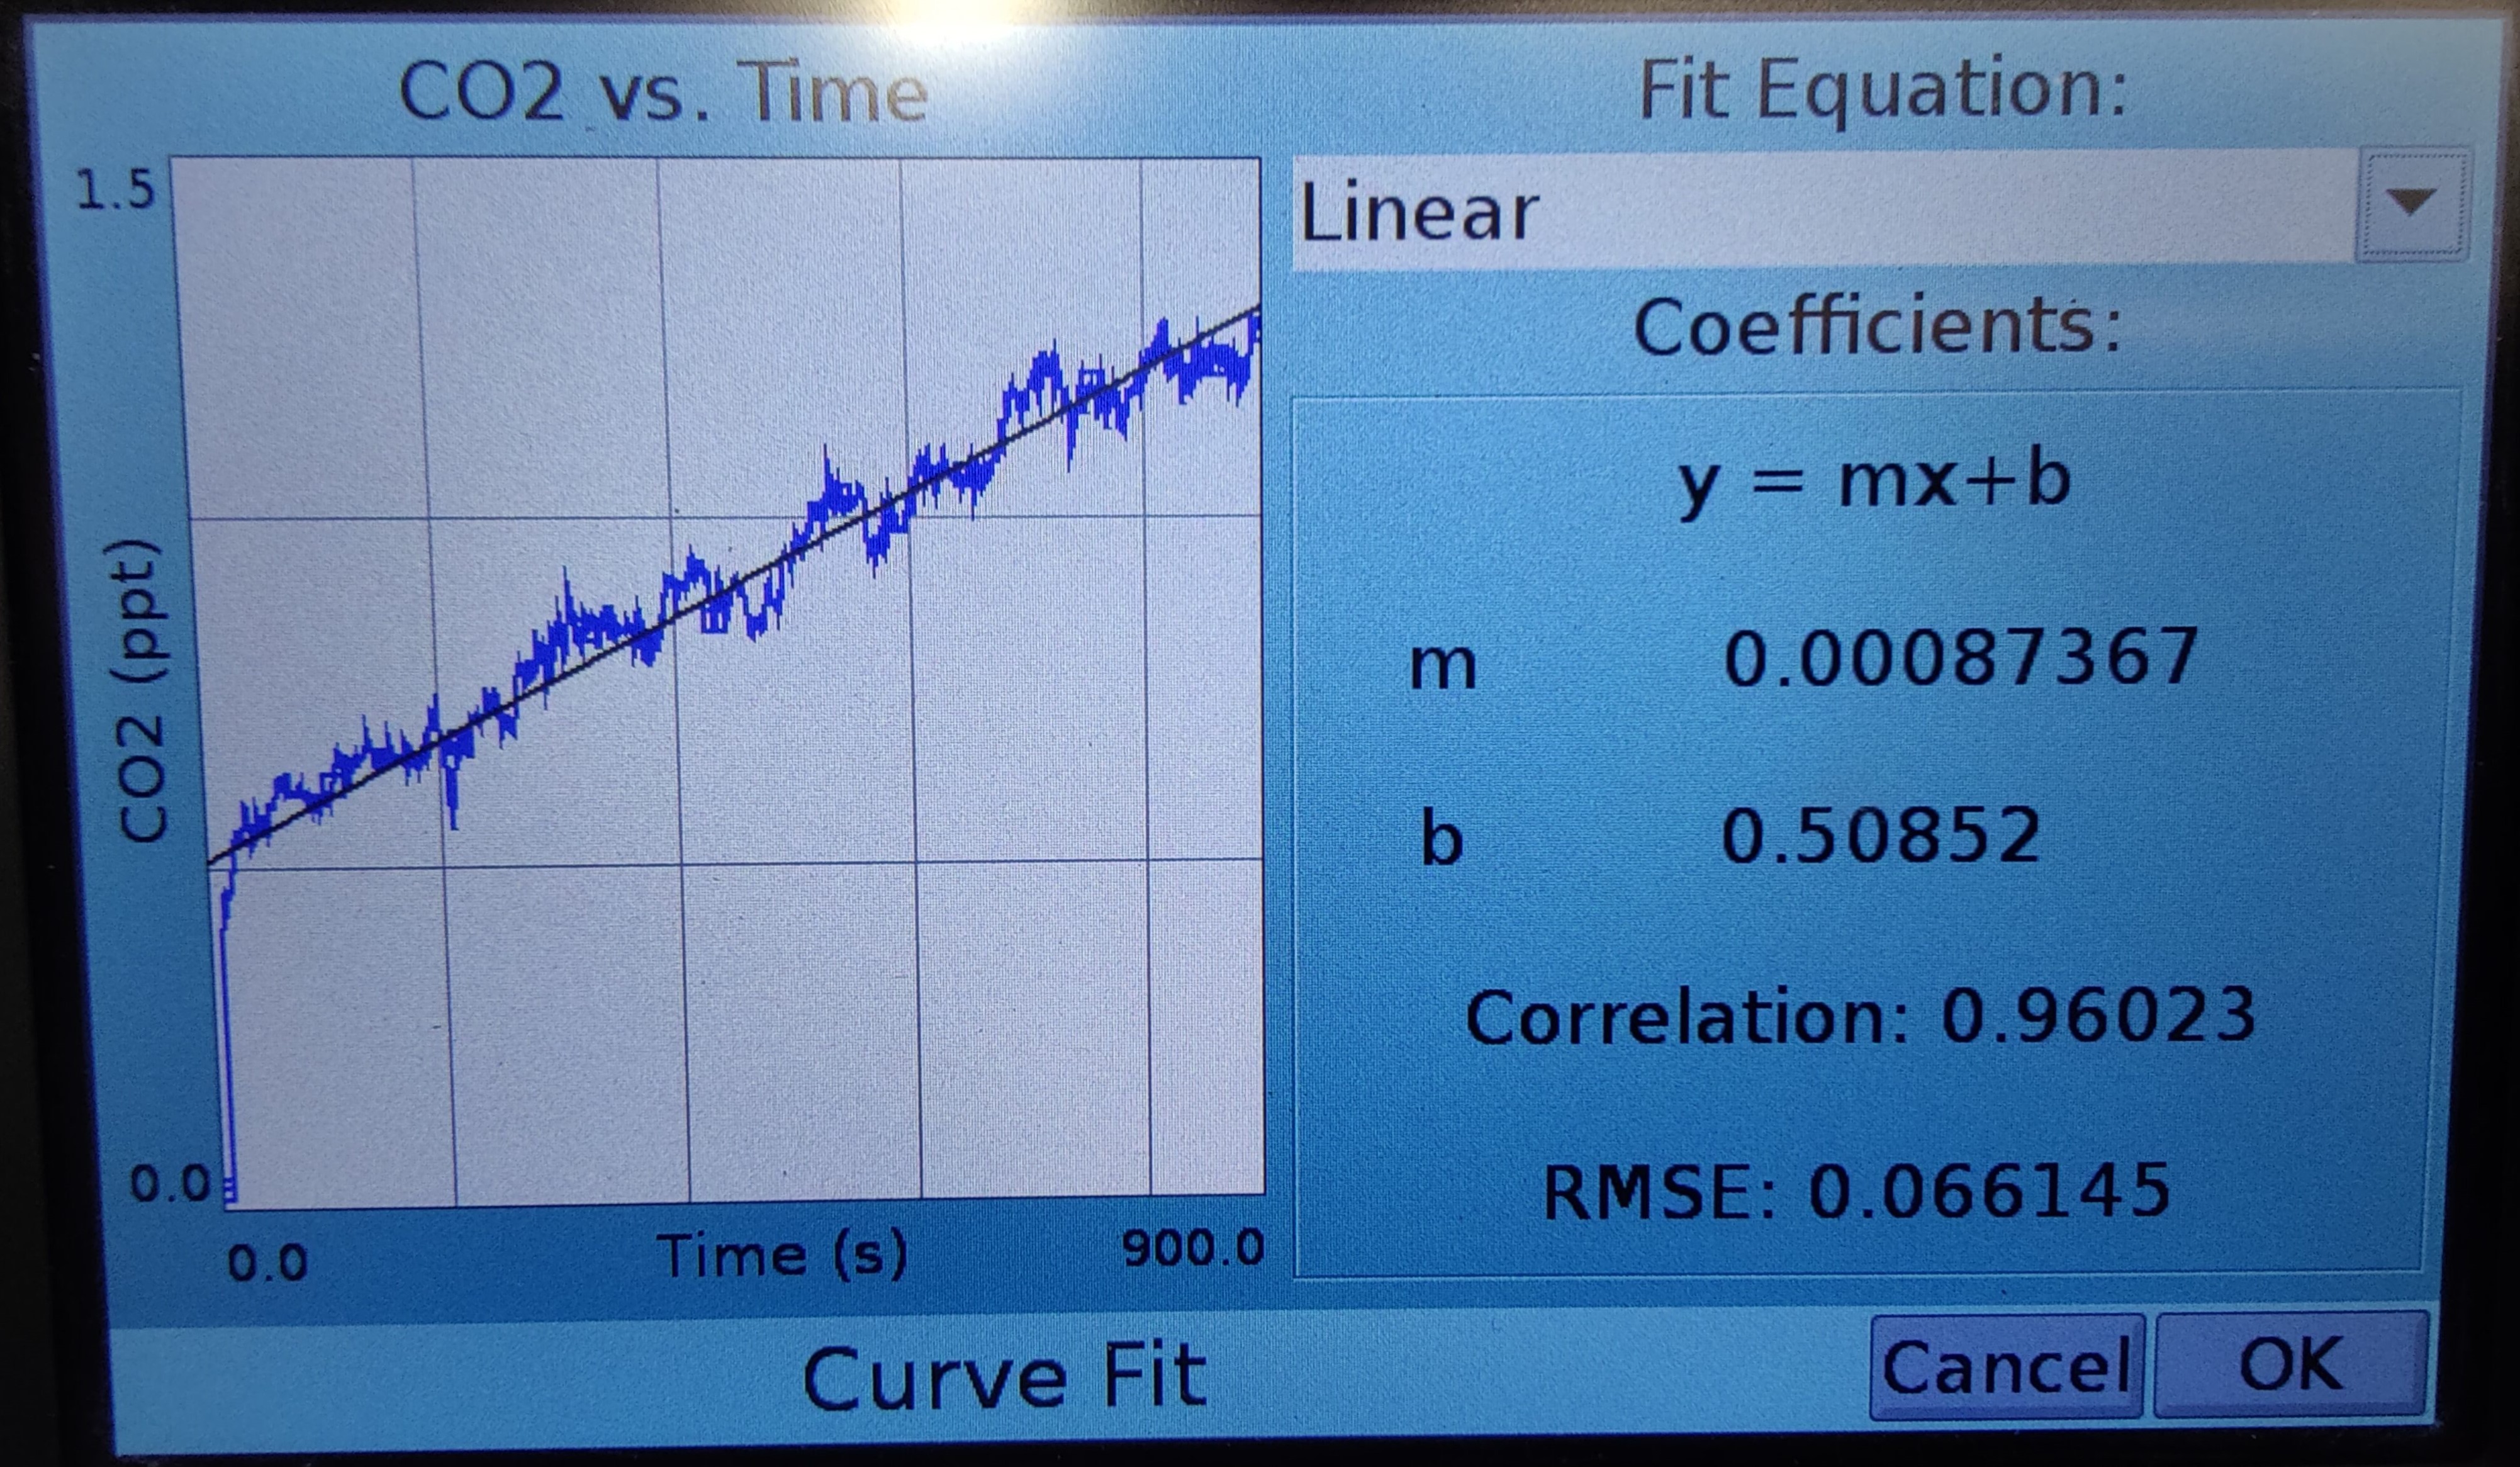 CO2 vs. Time
1.5
CO2 (ppt)
0.0
0.0
Time (s)
900.0
Fit Equation:
Linear
Coefficients:
y = mx+b
m 0.00087367
b 0.50852
Correlation: 0.96023
RMSE: 0.066145
Curve Fit
Cancel
OK